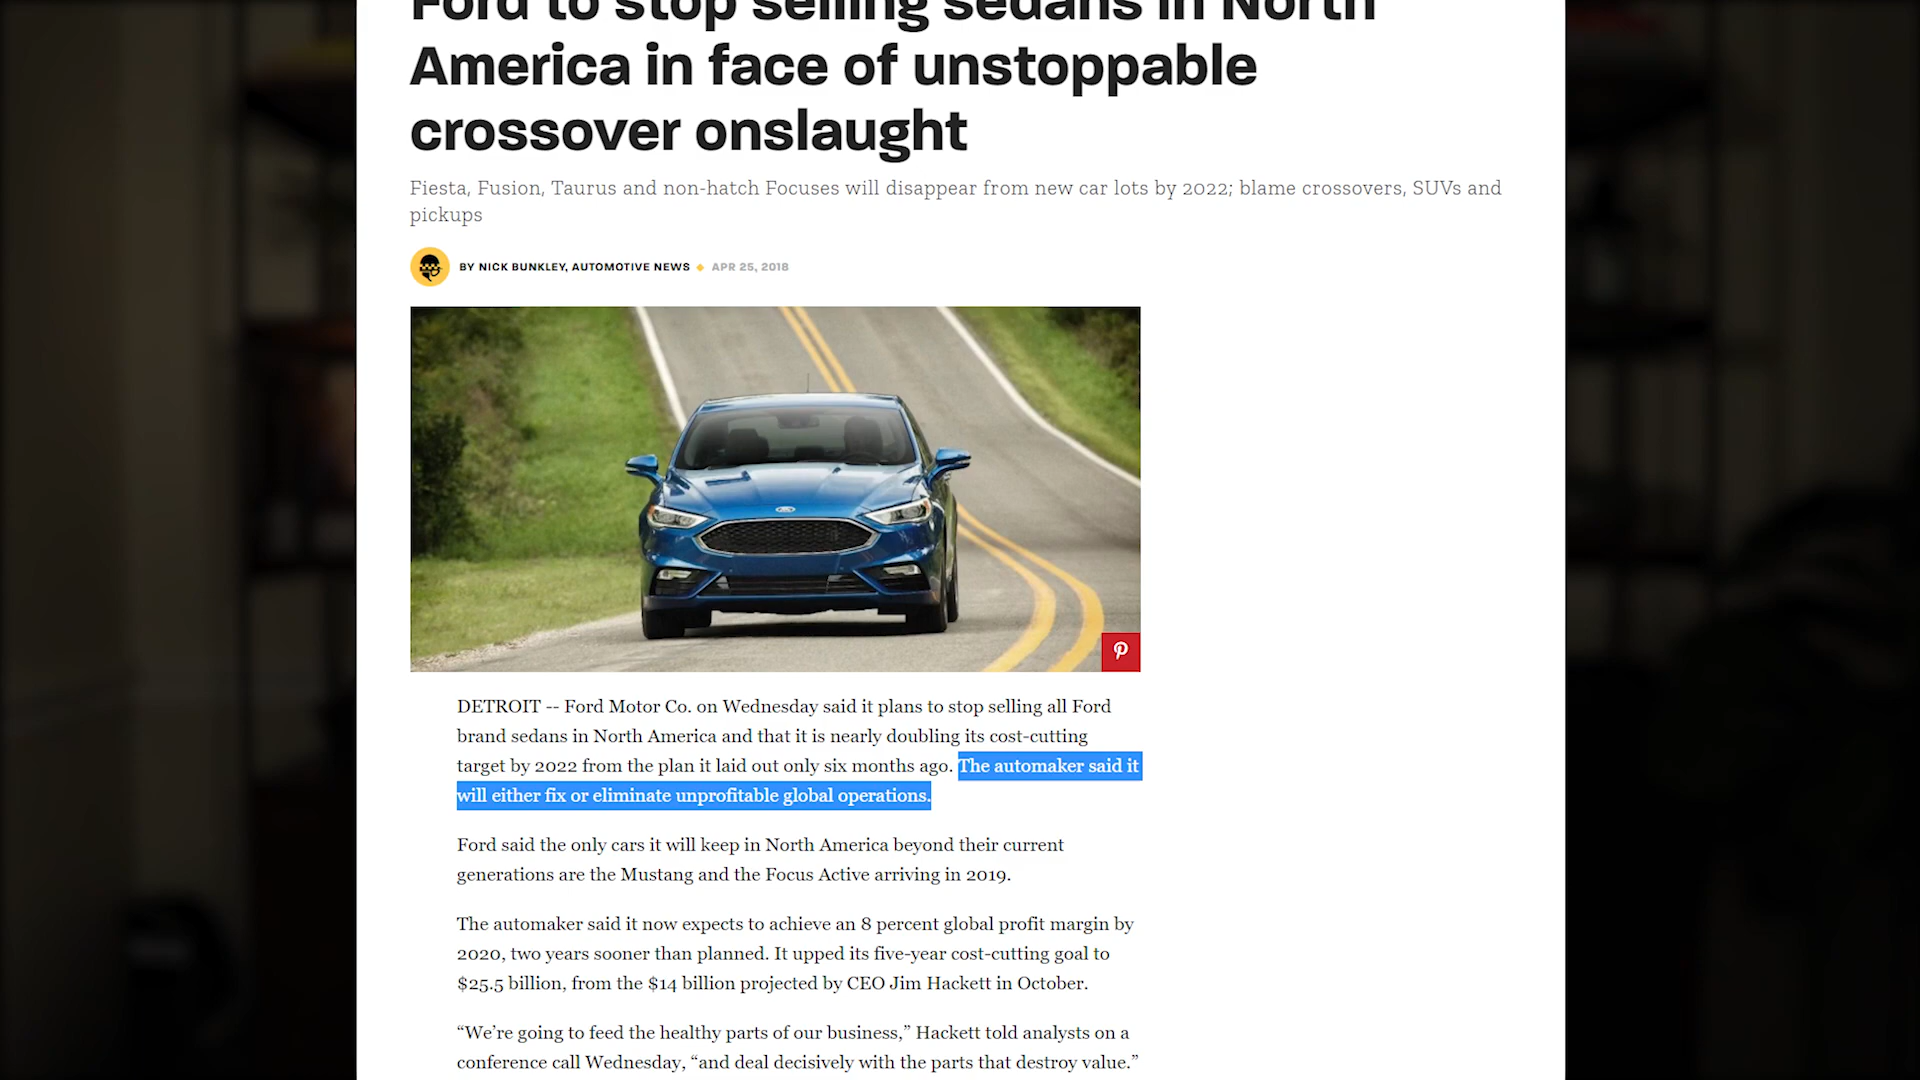 Ford to stop selling sedans in North
America in face of unstoppable
crossover onslaught
Fiesta, Fusion, Taurus and non-hatch Focuses will disappear from new car lots by 2022; blame crossovers, SUVs and
pickups
BY NICK BUNKLEY, AUTOMOTIVE NEWS ◆ APR 25, 2018
DETROIT -- Ford Motor Co. on Wednesday said it plans to stop selling all Ford
brand sedans in North America and that it is nearly doubling its cost-cutting
target by 2022 from the plan it laid out only six months ago. The automaker said it
will either fix or eliminate unprofitable global operations.
Ford said the only cars it will keep in North America beyond their current
generations are the Mustang and the Focus Active arriving in 2019.
The automaker said it now expects to achieve an 8 percent global profit margin by
2020, two years sooner than planned. It upped its five-year cost-cutting goal to
$25.5 billion, from the $14 billion projected by CEO Jim Hackett in October.
“We’re going to feed the healthy parts of our business,” Hackett told analysts on a
conference call Wednesday, “and deal decisively with the parts that destroy value.”